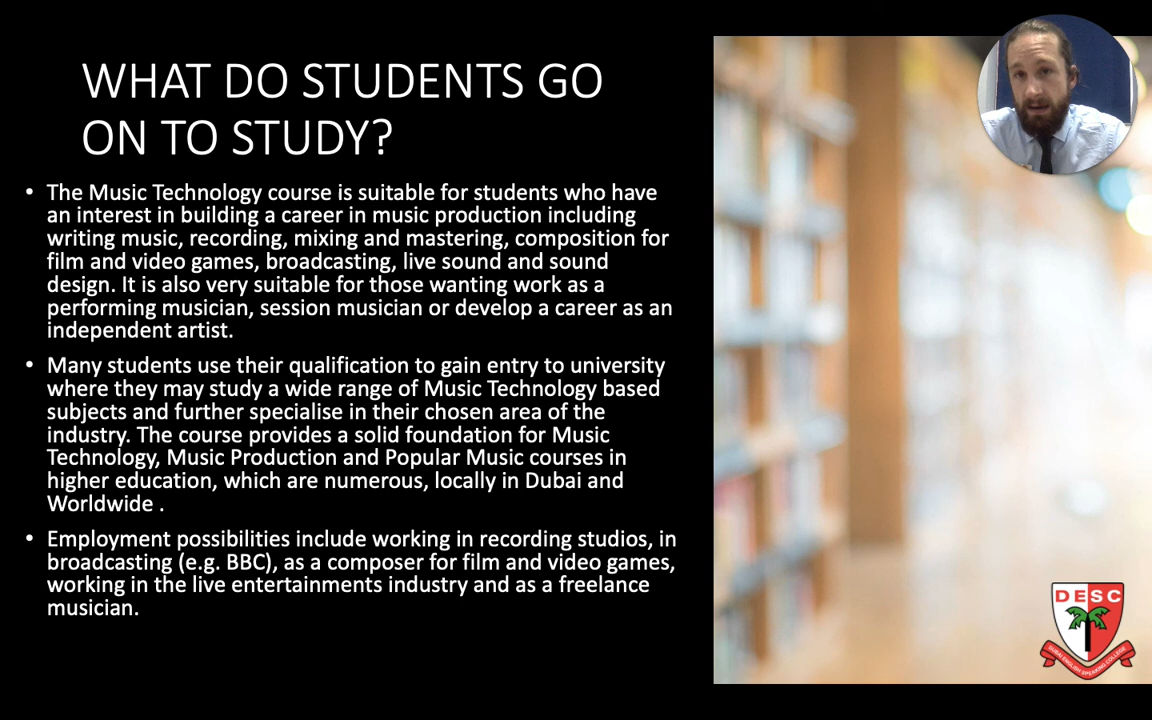 WHAT DO STUDENTS GO
ON TO STUDY?
• The Music Technology course is suitable for students who have
an interest in building a career in music production including
writing music, recording, mixing and mastering, composition for
film and video games, broadcasting, live sound and sound
design. It is also very suitable for those wanting work as a
performing musician, session musician or develop a career as an
independent artist.
• Many students use their qualification to gain entry to university
where they may study a wide range of Music Technology based
subjects and further specialise in their chosen area of the
industry. The course provides a solid foundation for Music
Technology, Music Production and Popular Music courses in
higher education, which are numerous, locally in Dubai and
Worldwide .
• Employment possibilities include working in recording studios, in
broadcasting (e.g. BBC), as a composer for film and video games,
working in the live entertainments industry and as a freelance
musician.
DESC
DUBAI ENGLISH SPEAKING COLLEGE